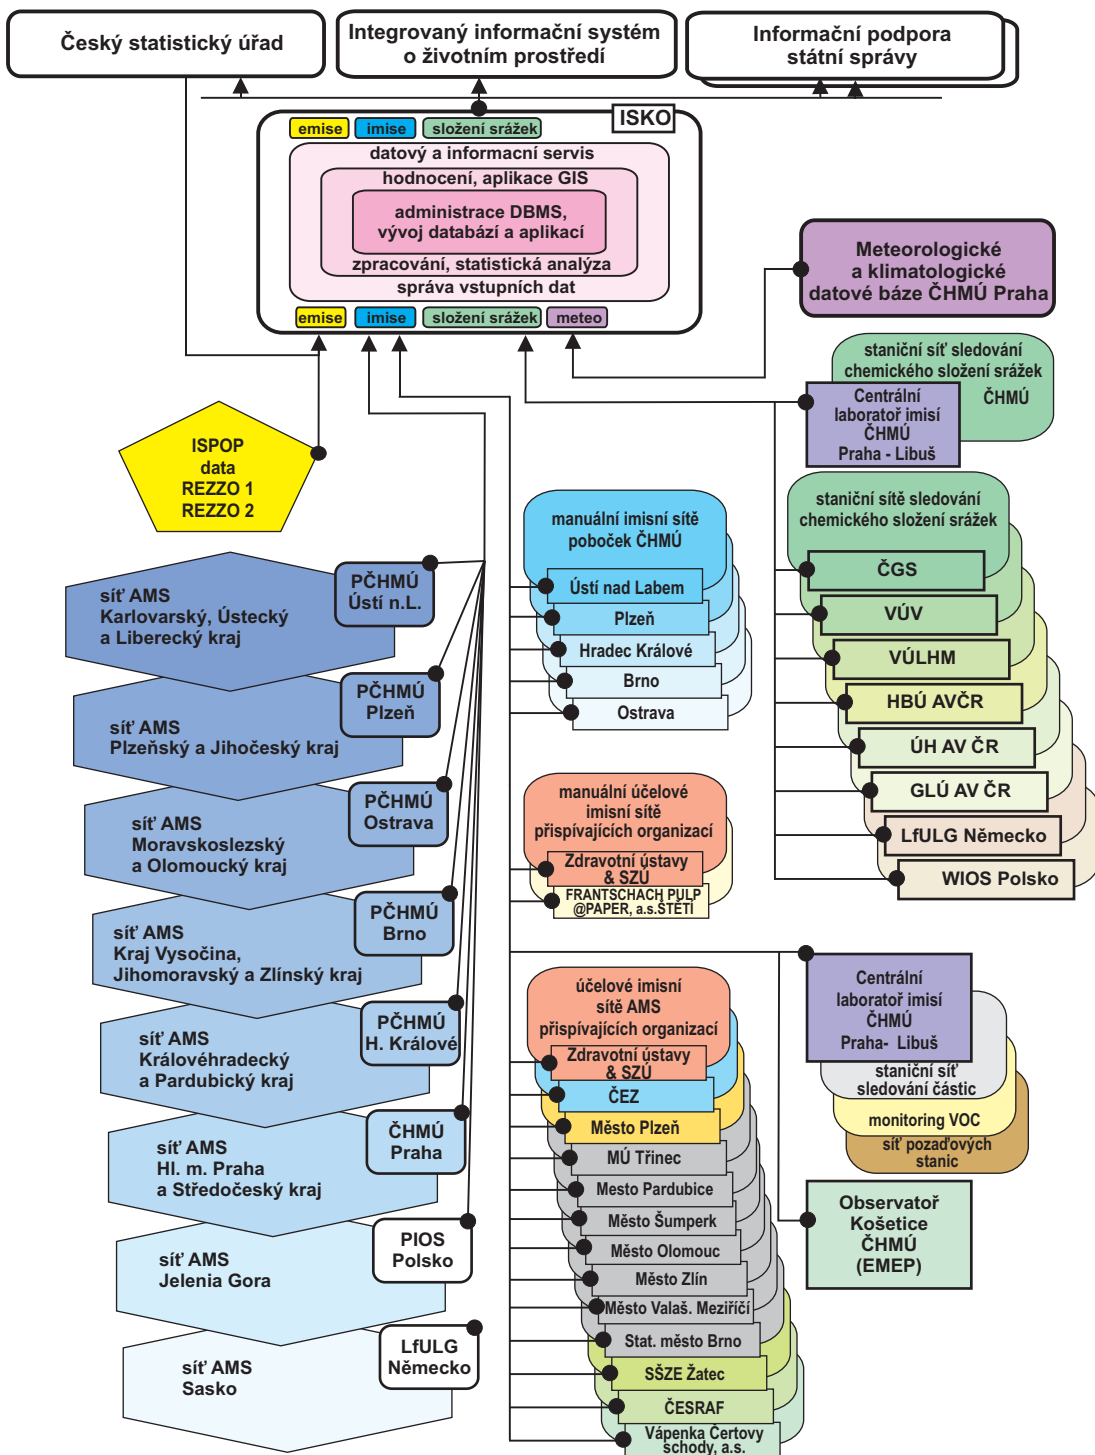 Český statistický úřad
Integrovaný informační systém
o životním prostředí
Informační podpora
státní správy
ISKO
emise
imise
složení srážek
datový a informacní servis
hodnocení, aplikace GIS
administrace DBMS,
vývoj databází a aplikací
zpracování, statistická analýza
správa vstupních dat
emise
imise
složení srážek
meteo
Meteorologické
a klimatologické
datové báze ČHMÚ Praha
staniční síť sledování
chemického složení srážek
ČHMÚ
Centrální
laboratoř imisí
ČHMÚ
Praha - Libuš
ISPOP
data
REZZO 1
REZZO 2
síť AMS
Karlovarský, Ústecký
a Liberecký kraj
PČHMÚ
Ústí n.L.
síť AMS
Plzeňský a Jihočeský kraj
PČHMÚ
Plzeň
síť AMS
Moravskoslezský
a Olomoucký kraj
PČHMÚ
Ostrava
síť AMS
Kraj Vysočina,
Jihomoravský a Zlínský kraj
PČHMÚ
Brno
síť AMS
Královéhradecký
a Pardubický kraj
PČHMÚ
H. Králové
síť AMS
Hl. m. Praha
a Středočeský kraj
ČHMÚ
Praha
síť AMS
Jelenia Gora
PIOS
Polsko
síť AMS
Sasko
LfULG
Německo
manuální imisní sítě
poboček ČHMÚ
Ústí nad Labem
Plzeň
Hradec Králové
Brno
Ostrava
manuální účelové
imisní sítě
přispívajících organizací
Zdravotní ústavy
& SZÚ
FRANTSCHACH PULP
@PAPER, a.s.ŠTĚTÍ
účelové imisní
sítě AMS
přispívajících organizací
Zdravotní ústavy
& SZÚ
ČEZ
Město Plzeň
MÚ Třinec
Mesto Pardubice
Město Šumperk
Město Olomouc
Město Zlín
Město Valaš. Meziříčí
Stat. město Brno
SŠZE Žatec
ČESRAF
Vápenka Čertovy
schody, a.s.
staniční sítě sledování
chemického složení srážek
ČGS
VÚV
VÚLHM
HBÚ AVČR
ÚH AV ČR
GLÚ AV ČR
LfULG Německo
WIOS Polsko
Centrální
laboratoř imisí
ČHMÚ
Praha- Libuš
staniční síť
sledování částic
monitoring VOC
síť pozaďových
stanic
Observatoř
Košetice
ČHMÚ
(EMEP)